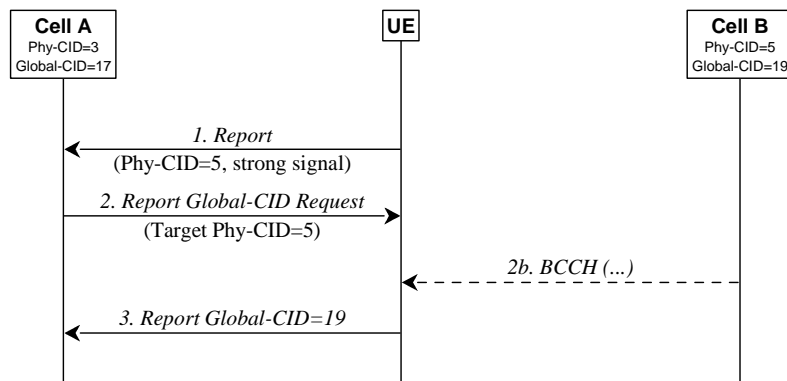 Cell A
Phy-CID=3
Global-CID=17
UE
Cell B
Phy-CID=5
Global-CID=19
1. Report
(Phy-CID=5, strong signal)
2. Report Global-CID Request
(Target Phy-CID=5)
2b. BCCH (...)
3. Report Global-CID=19